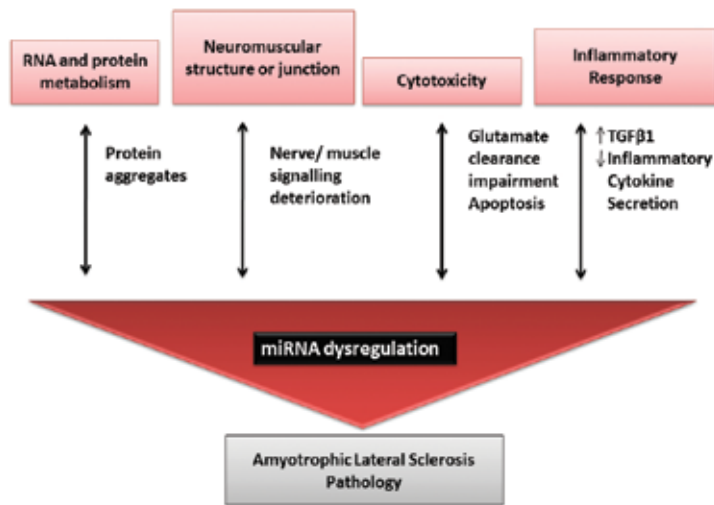 RNA and protein
metabolism
Neuromuscular
structure or junction
Cytotoxicity
Inflammatory
Response
Protein
aggregates
Nerve/ muscle
signalling
deterioration
Glutamate
clearance
impairment
Apoptosis
↑TGFβ1
↓Inflammatory
Cytokine
Secretion
miRNA dysregulation
Amyotrophic Lateral Sclerosis
Pathology